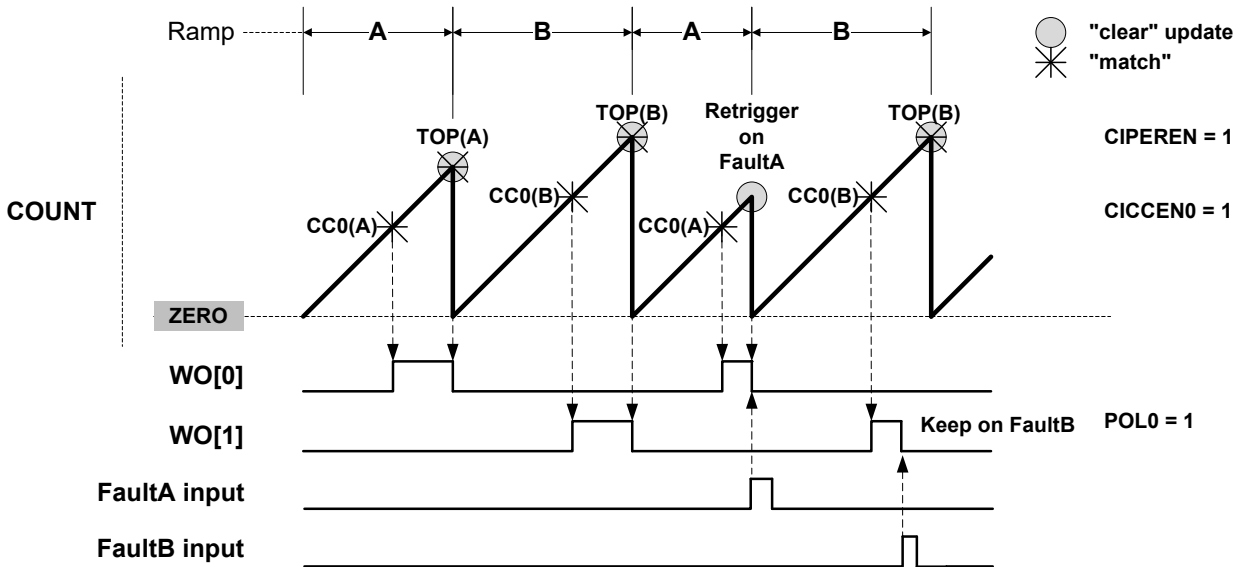 Ramp
A
B
A
B
"clear" update
"match"
TOP(A)
TOP(B)
Retrigger
on
FaultA
TOP(B)
CIPEREN = 1
COUNT
CC0(A)
CC0(B)
CC0(A)
CC0(B)
CICCEN0 = 1
ZERO
WO[0]
WO[1]
Keep on FaultB
POL0 = 1
FaultA input
FaultB input